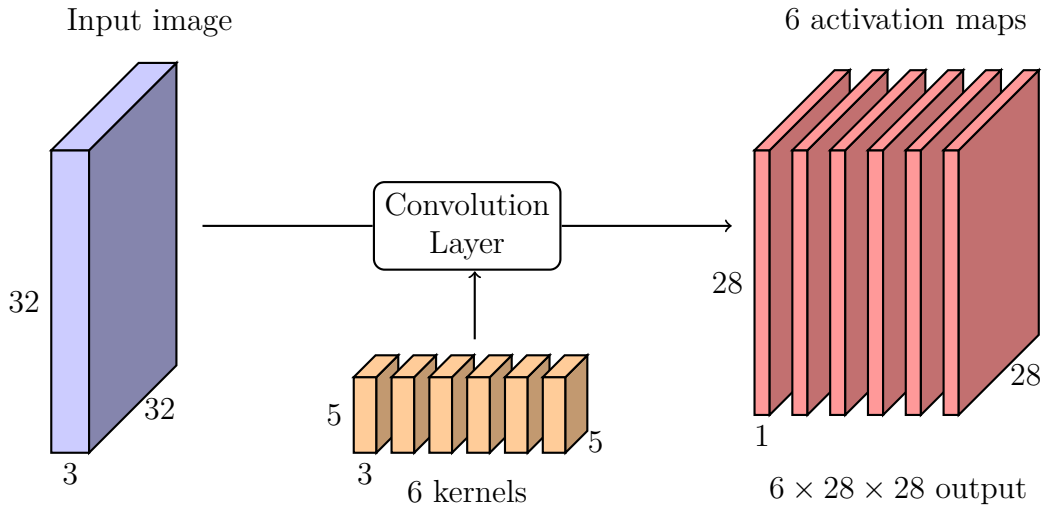 Input image
6 activation maps
Convolution
Layer
32
32
3
5
5
3
6 kernels
28
28
1
6 × 28 × 28 output